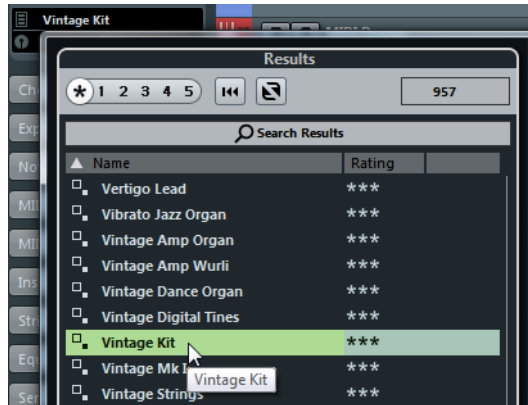 Vintage Kit
Results
* 1 2 3 4 5
957
Search Results
Name Rating
Vertigo Lead ***
Vibrato Jazz Organ ***
Vintage Amp Organ ***
Vintage Amp Wurli ***
Vintage Dance Organ ***
Vintage Digital Tines ***
Vintage Kit ***
Vintage Mk ***
Vintage Kit
Vintage Strings ***